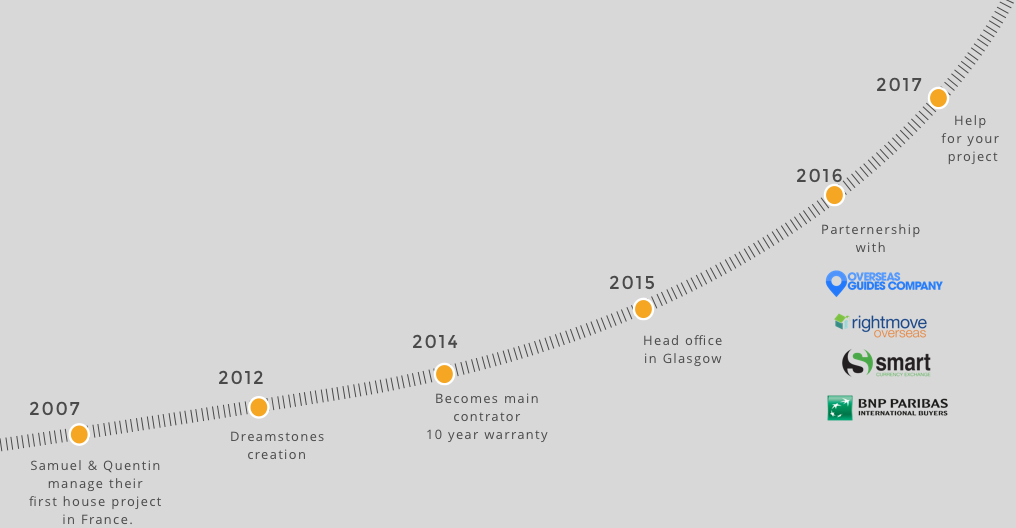 2007
Samuel & Quentin
manage their
first house project
in France.
2012
Dreamstones
creation
2014
Becomes main
contrator
10 year warranty
2015
Head office
in Glasgow
2016
Parternership
with
OVERSEAS
GUIDES COMPANY
rightmove
overseas
smart
CURRENCY EXCHANGE
BNP PARIBAS
INTERNATIONAL BUYERS
2017
Help
for your
project